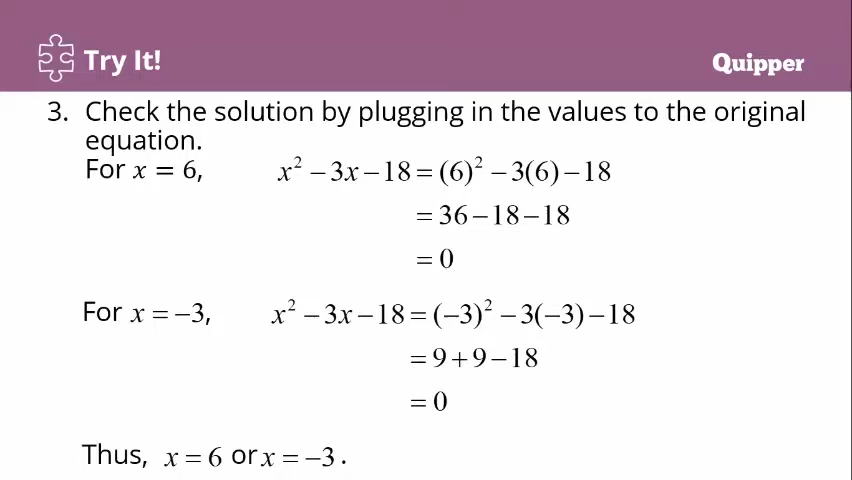 Try It!
Quipper
3. Check the solution by plugging in the values to the original
equation.
For x = 6, x² − 3x − 18 = (6)² − 3(6) − 18
= 36 − 18 − 18
= 0
For x = −3, x² − 3x − 18 = (−3)² − 3(−3) − 18
= 9 + 9 − 18
= 0
Thus, x = 6 or x = −3 .